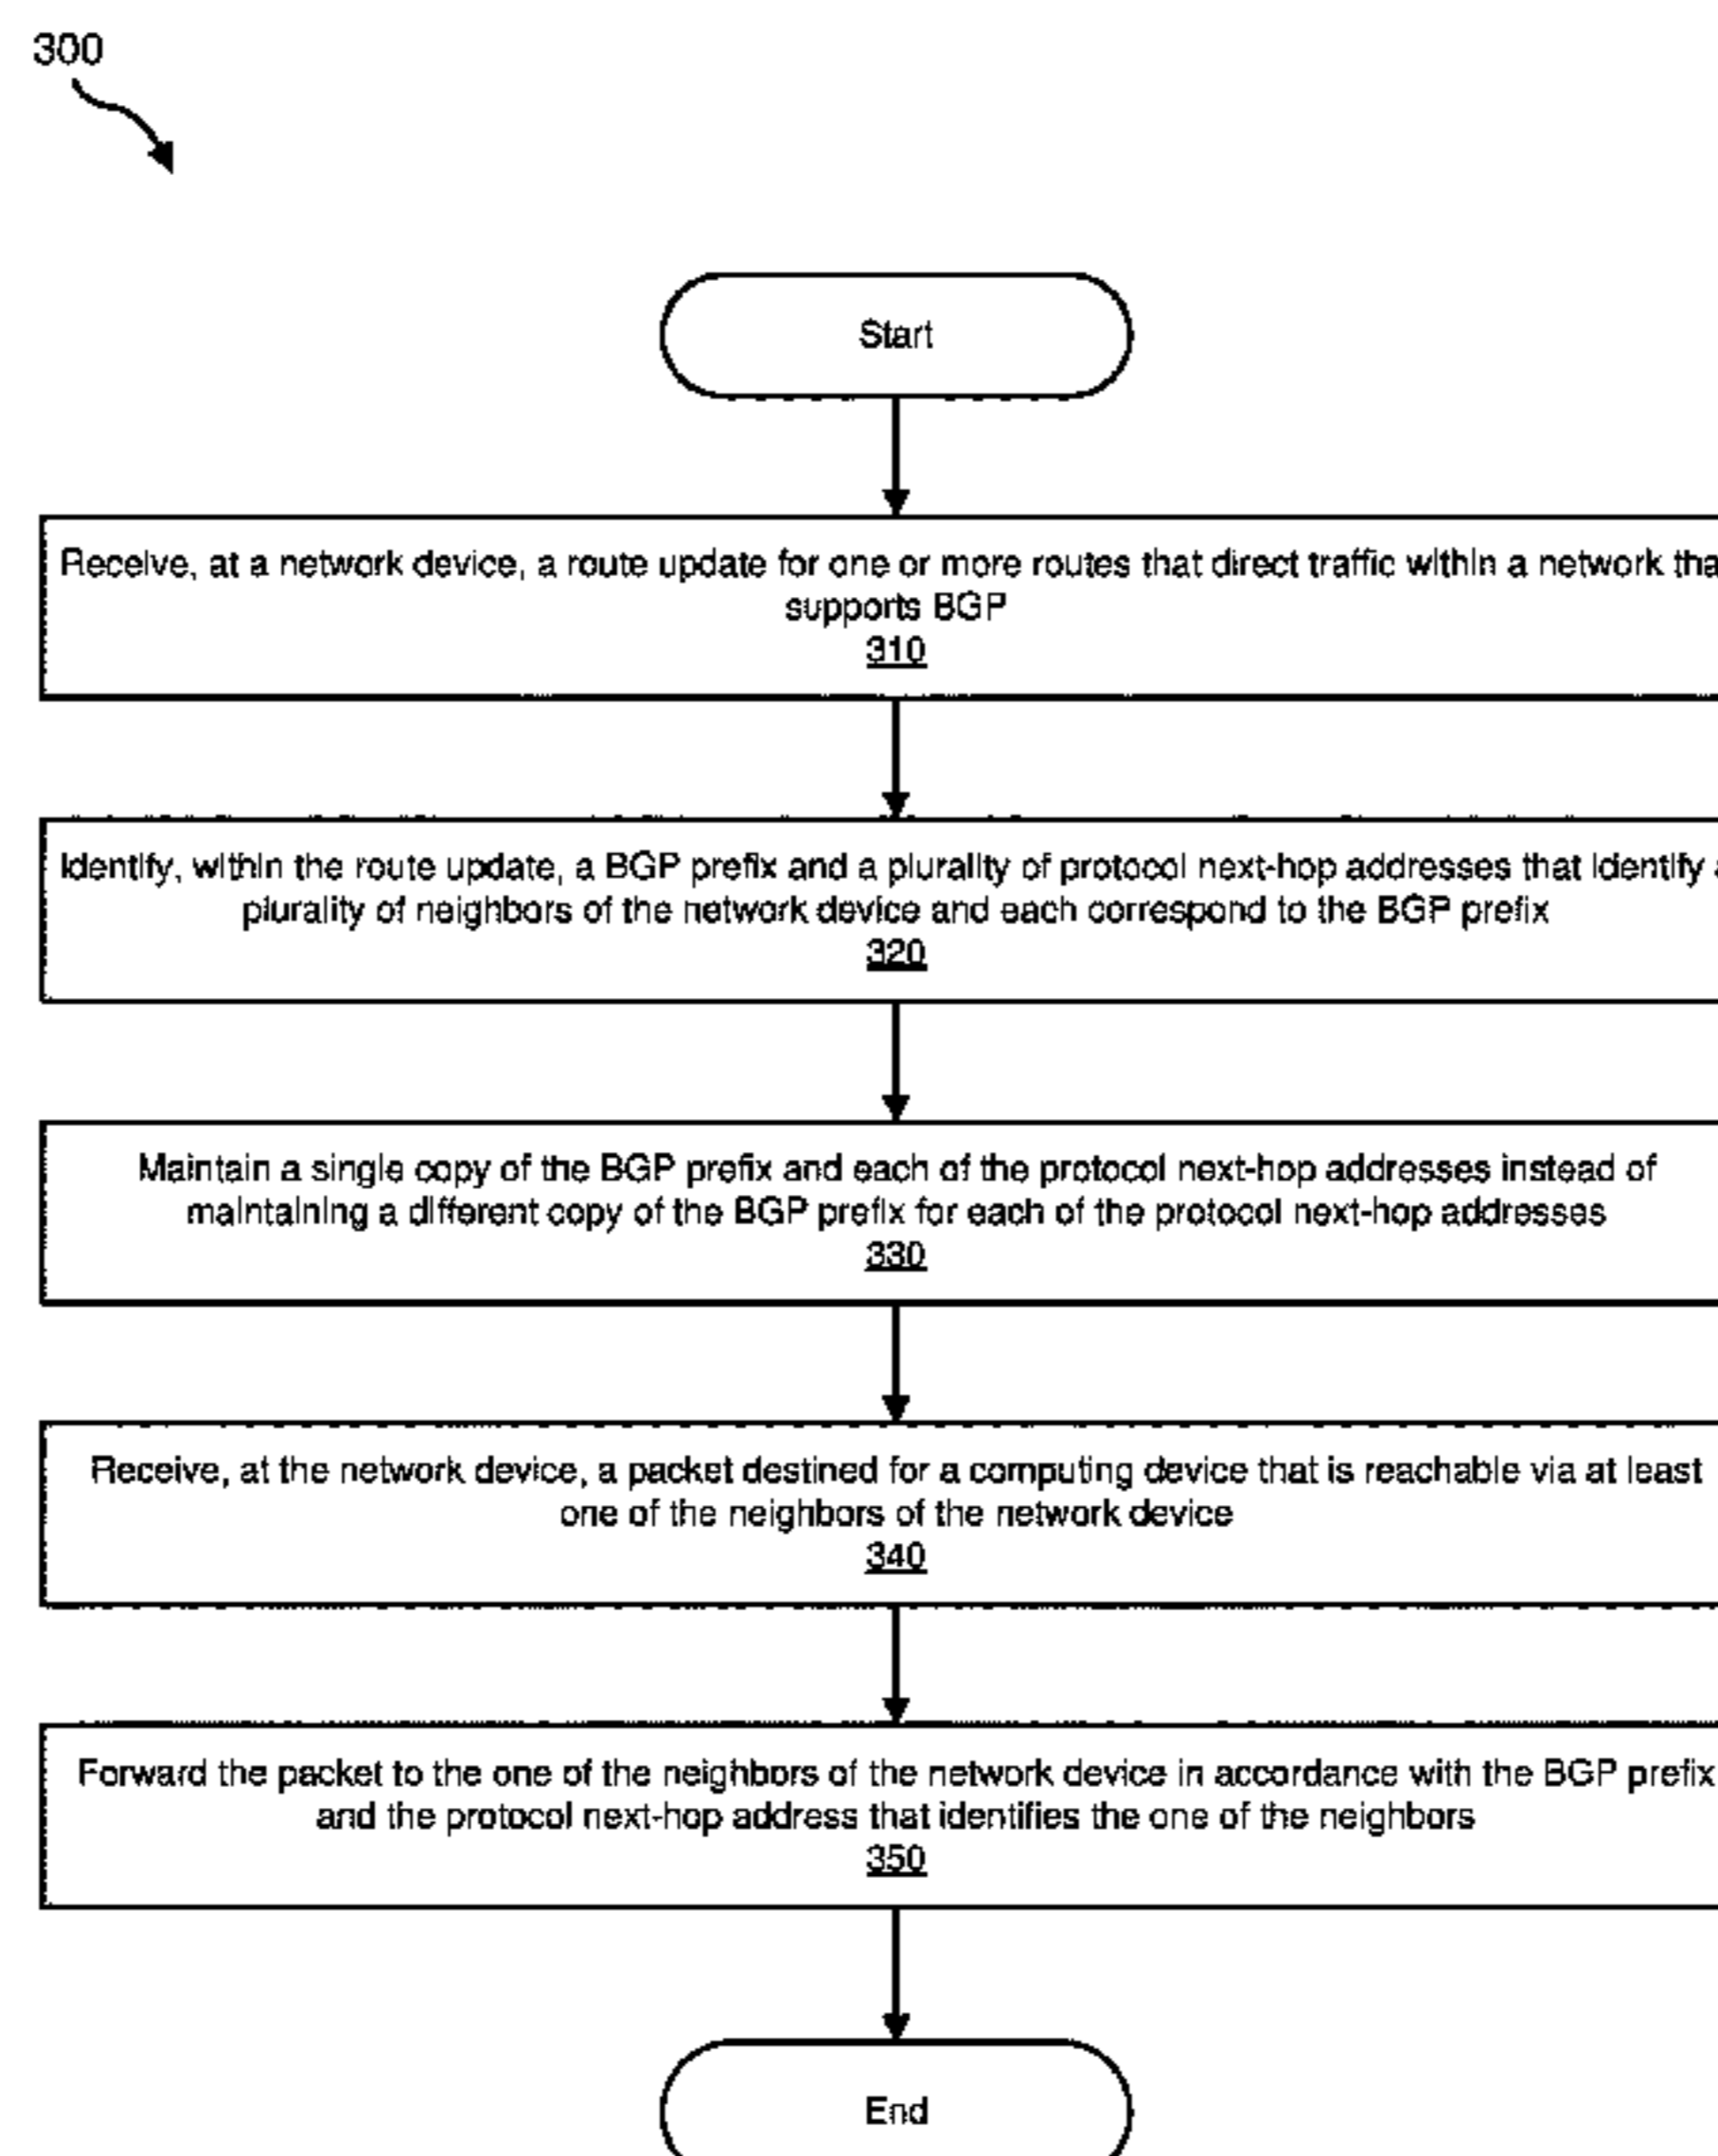 300
Start
Receive, at a network device, a route update for one or more routes that direct traffic within a network
supports BGP
310
Identify, within the route update, a BGP prefix and a plurality of protocol next-hop addresses that identify
plurality of neighbors of the network device and each correspond to the BGP prefix
320
Maintain a single copy of the BGP prefix and each of the protocol next-hop addresses instead of
maintaining a different copy of the BGP prefix for each of the protocol next-hop addresses
330
Receive, at the network device, a packet destined for a computing device that is reachable via at least
one of the neighbors of the network device
340
Forward the packet to the one of the neighbors of the network device in accordance with the BGP prefix
and the protocol next-hop address that identifies the one of the neighbors
350
End